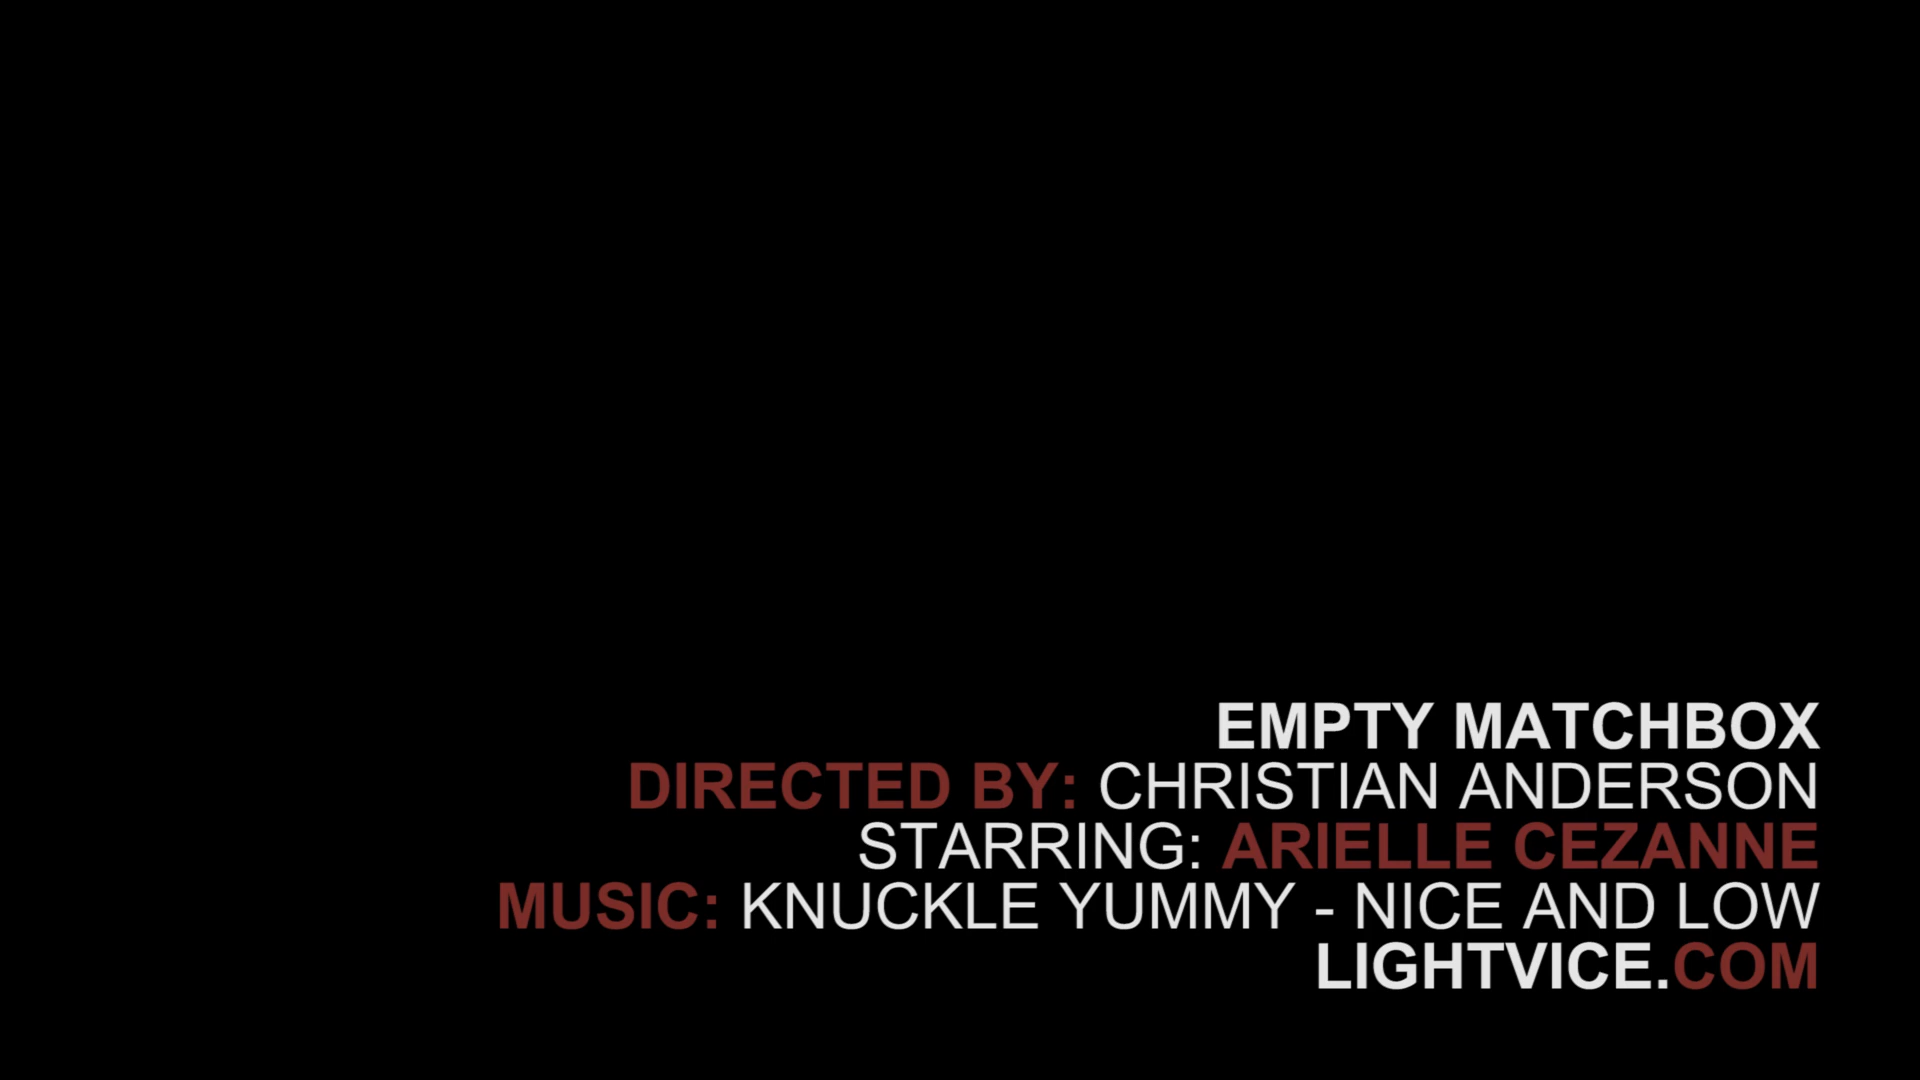 EMPTY MATCHBOX
DIRECTED BY: CHRISTIAN ANDERSON
STARRING: ARIELLE CEZANNE
MUSIC: KNUCKLE YUMMY - NICE AND LOW
LIGHTVICE.COM